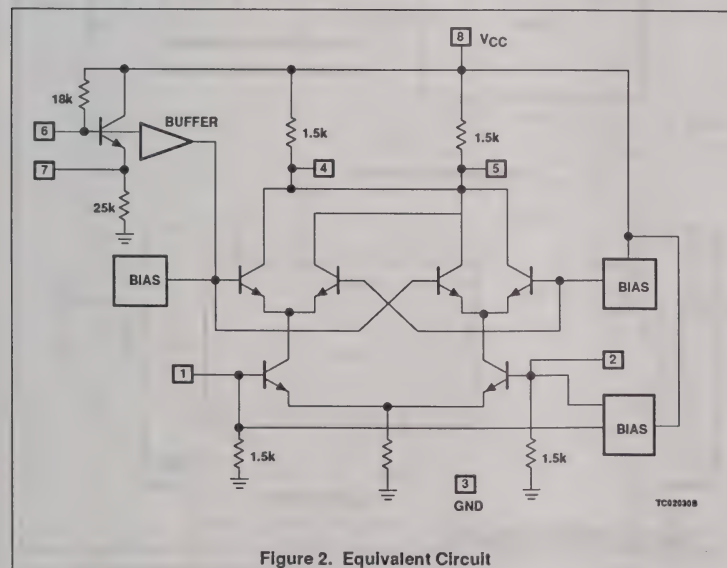 8 VCC
18k
BUFFER
6
1.5k
1.5k
7
4
5
25k
BIAS
BIAS
1
2
BIAS
1.5k
1.5k
3
GND
TC02030B
Figure 2. Equivalent Circuit